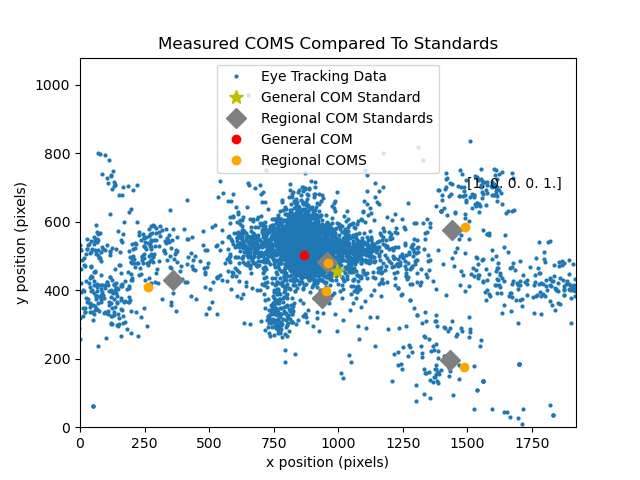 Measured COMS Compared To Standards
Eye Tracking Data
General COM Standard
Regional COM Standards
General COM
Regional COMS
[1. 0. 0. 0. 1.]
y position (pixels)
1000
800
600
400
200
0
0 250 500 750 1000 1250 1500 1750
x position (pixels)